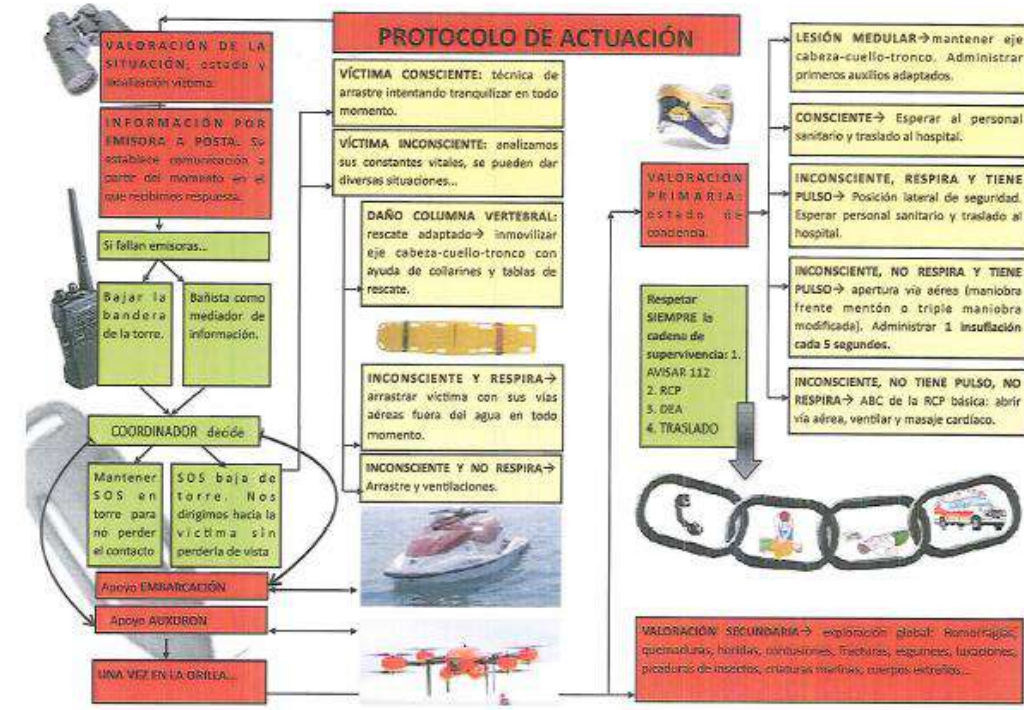 PROTOCOLO DE ACTUACIÓN
VALORACIÓN DE LA
SITUACIÓN, estado y
localización víctima.
INFORMACIÓN POR
EMISORA A POSTA. Se
establece comunicación a
partir del momento en el
que recibimos respuesta.
Si fallan emisoras...
Bajar la
bandera
de la torre.
Bañista como
mediador de
información.
COORDINADOR decide
Mantener
SOS en
torre para
no perder
el contacto
SOS baja de
torre. Nos
dirigimos hacia la
víctima sin
perderla de vista
Apoyo EMBARCACIÓN
Apoyo AUXDRON
UNA VEZ EN LA ORILLA...
VÍCTIMA CONSCIENTE: técnica de
arrastre intentando tranquilizar en todo
momento.
VÍCTIMA INCONSCIENTE: analizamos
sus constantes vitales, se pueden dar
diversas situaciones...
DAÑO COLUMNA VERTEBRAL:
rescate adaptado→ inmovilizar
eje cabeza-cuello-tronco con
ayuda de collarines y tablas de
rescate.
INCONSCIENTE Y RESPIRA→
arrastrar víctima con sus vías
aéreas fuera del agua en todo
momento.
INCONSCIENTE Y NO RESPIRA→
Arrastre y ventilaciones.
VALORACIÓN
PRIMARIA:
estado de
conciencia.
LESIÓN MEDULAR→mantener eje
cabeza-cuello-tronco. Administrar
primeros auxilios adaptados.
CONSCIENTE→ Esperar al personal
sanitario y traslado al hospital.
INCONSCIENTE, RESPIRA Y TIENE
PULSO→ Posición lateral de seguridad.
Esperar personal sanitario y traslado al
hospital.
INCONSCIENTE, NO RESPIRA Y TIENE
PULSO→ apertura vía aérea (maniobra
frente mentón o triple maniobra
modificada). Administrar 1 insuflación
cada 5 segundos.
INCONSCIENTE, NO TIENE PULSO, NO
RESPIRA→ ABC de la RCP básica: abrir
vía aérea, ventilar y masaje cardíaco.
Respetar
SIEMPRE la
cadena de
supervivencia: 1.
AVISAR 112
2. RCP
3. DEA
4. TRASLADO
VALORACIÓN SECUNDARIA→ exploración global: Hemorragias,
quemaduras, heridas, contusiones, fracturas, esguinces, luxaciones,
picaduras de insectos, criaturas marinas, cuerpos extraños...